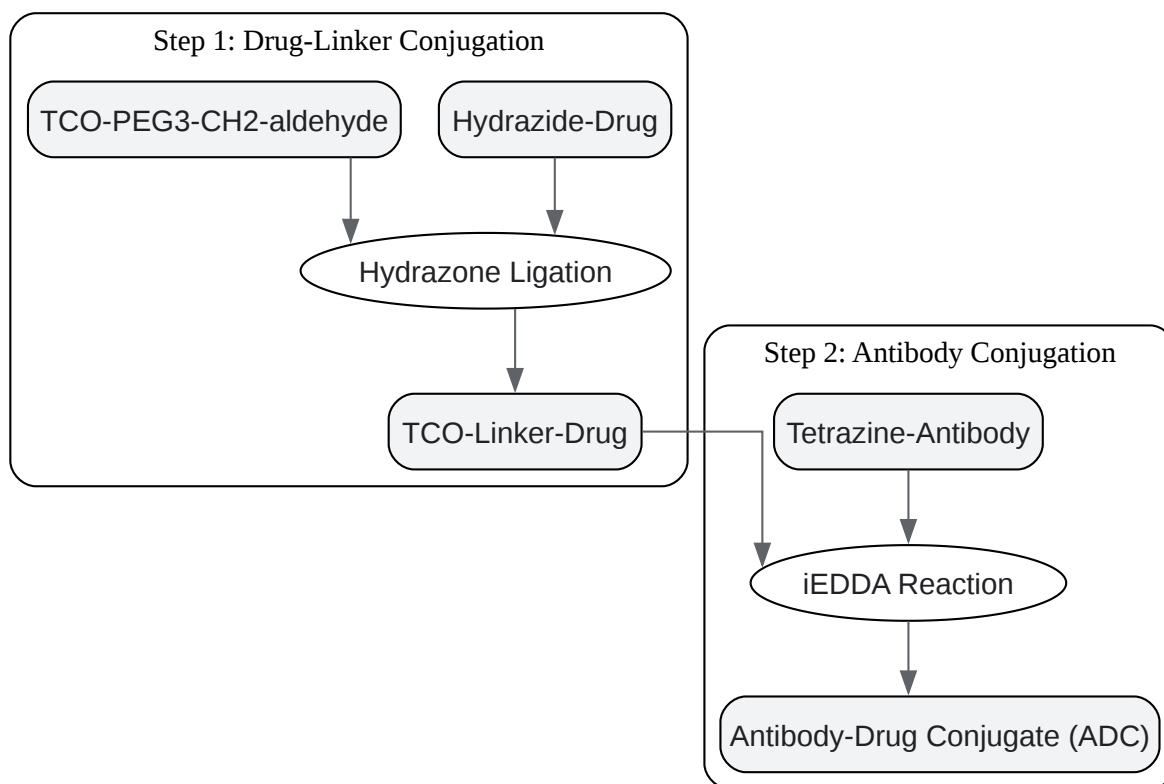 Step 1: Drug-Linker Conjugation
TCO-PEG3-CH2-aldehyde
Hydrazide-Drug
Hydrazone Ligation
TCO-Linker-Drug
Step 2: Antibody Conjugation
Tetrazine-Antibody
iEDDA Reaction
Antibody-Drug Conjugate (ADC)